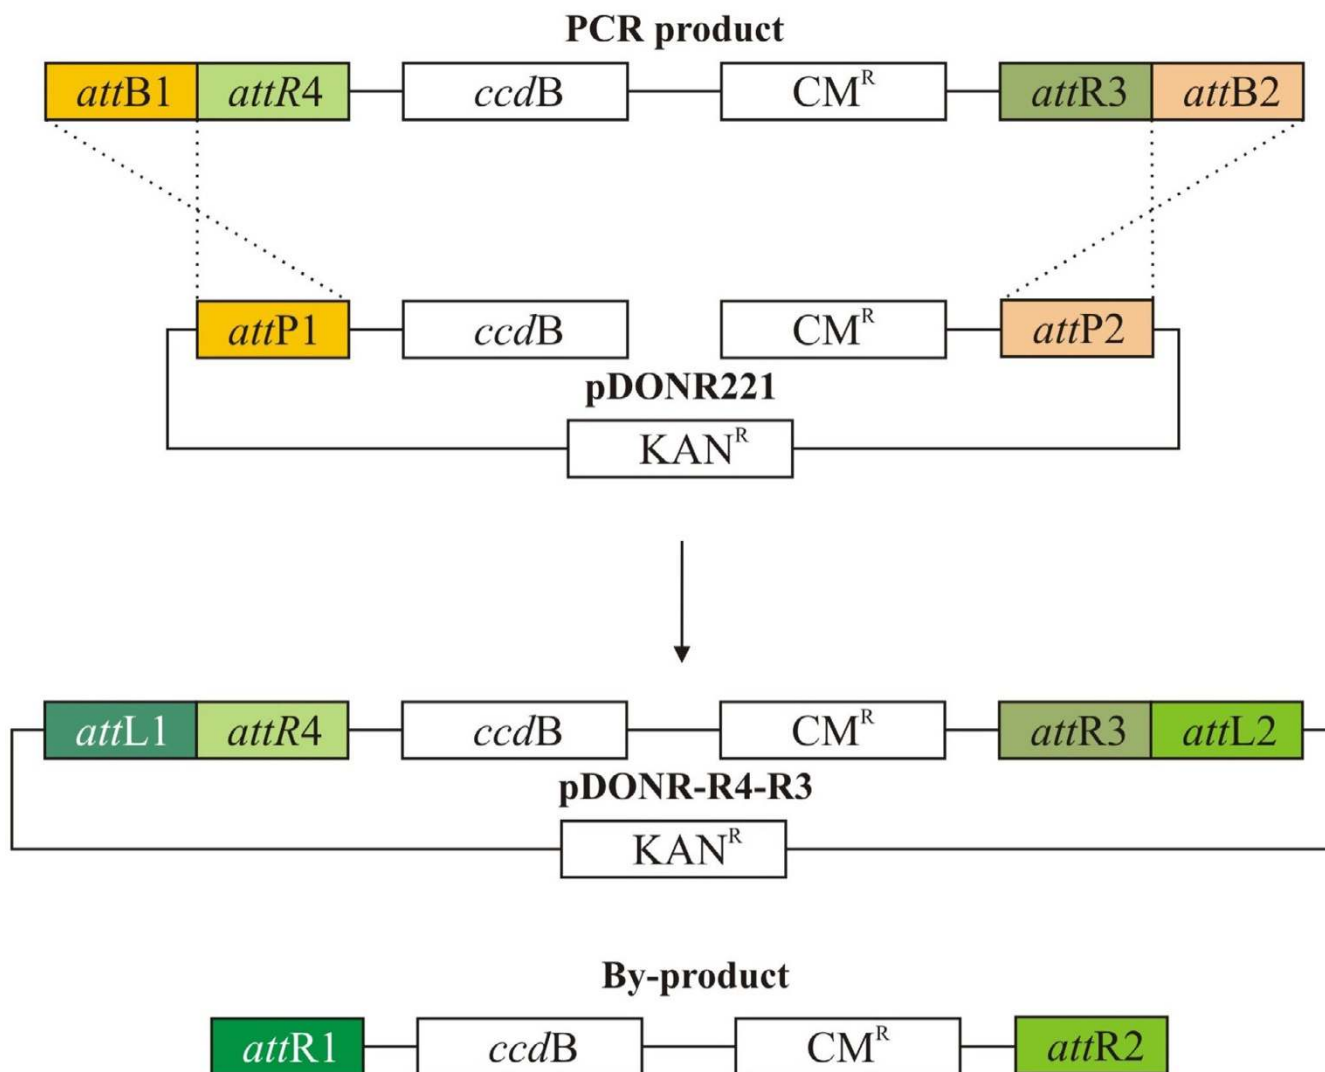 PCR product
attB1 attR4 ccdB CMᴿ attR3 attB2
attP1 ccdB CMᴿ attP2
pDONR221
KANᴿ
attL1 attR4 ccdB CMᴿ attR3 attL2
pDONR-R4-R3
KANᴿ
By-product
attR1 ccdB CMᴿ attR2